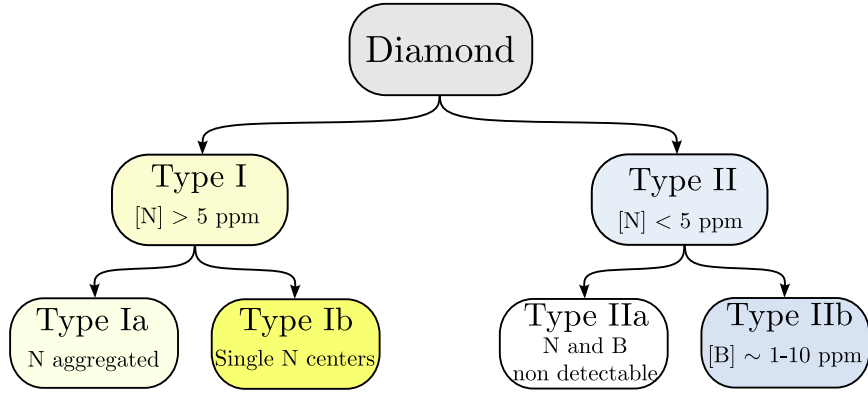 Diamond
Type I
[N] > 5 ppm
Type II
[N] < 5 ppm
Type Ia
N aggregated
Type Ib
Single N centers
Type IIa
N and B
non detectable
Type IIb
[B] ∼ 1-10 ppm